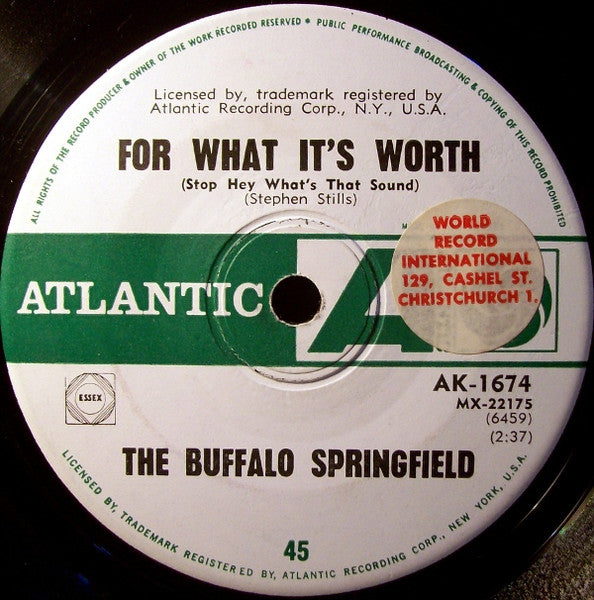 ALL RIGHTS OF THE RECORD PRODUCER & OWNER OF THE WORK RECORDED RESERVED * PUBLIC PERFORMANCE BROADCASTING & COPYING OF THIS RECORD PROHIBITED
Licensed by, trademark registered by
Atlantic Recording Corp., N.Y., U.S.A.
FOR WHAT IT'S WORTH
(Stop Hey What's That Sound)
(Stephen Stills)
WORLD
RECORD
INTERNATIONAL
129, CASHEL ST.
CHRISTCHURCH 1.
ATLANTIC
AK-1674
MX-22175
(6459)
(2:37)
ESSEX
THE BUFFALO SPRINGFIELD
45
LICENSED BY, TRADEMARK REGISTERED BY, ATLANTIC RECORDING CORP., NEW YORK, U.S.A.